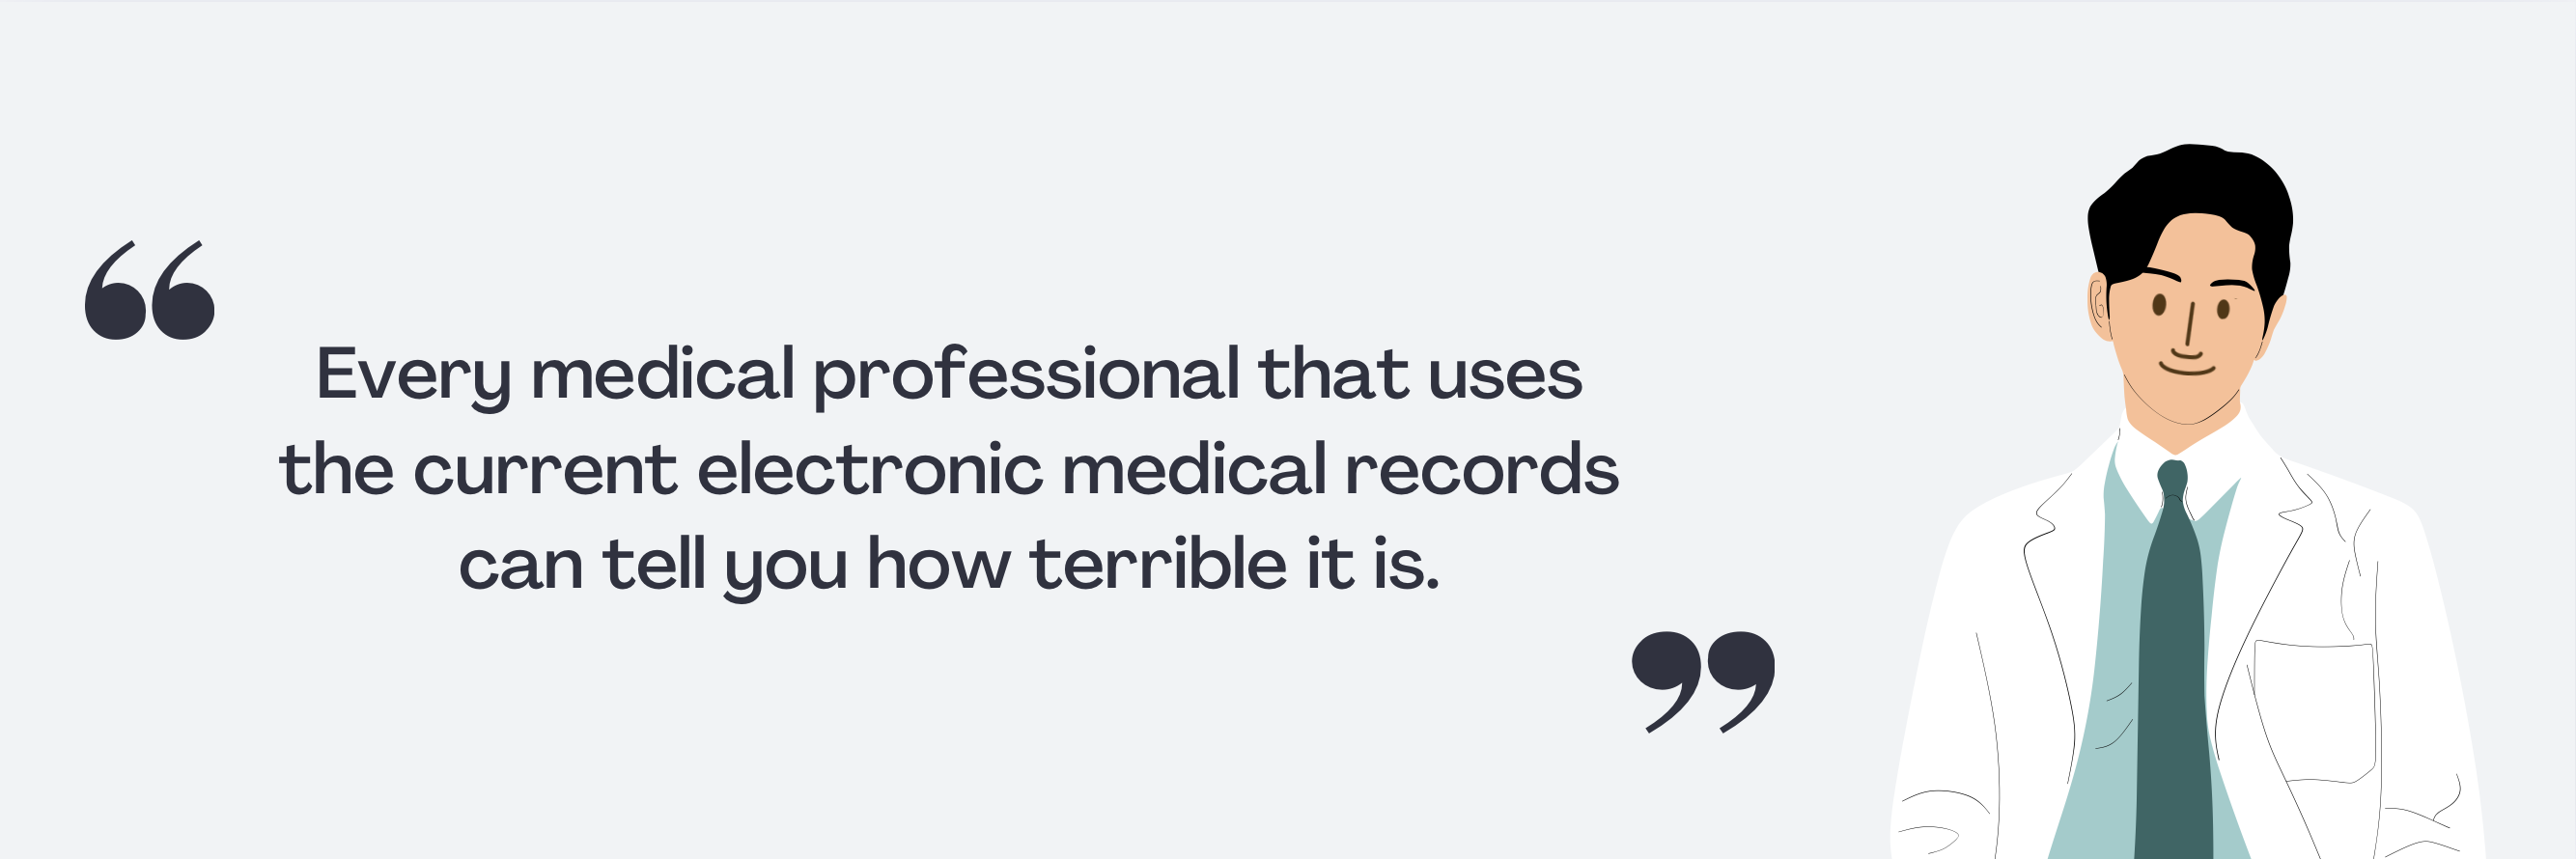 “
Every medical professional that uses
the current electronic medical records
can tell you how terrible it is.
”